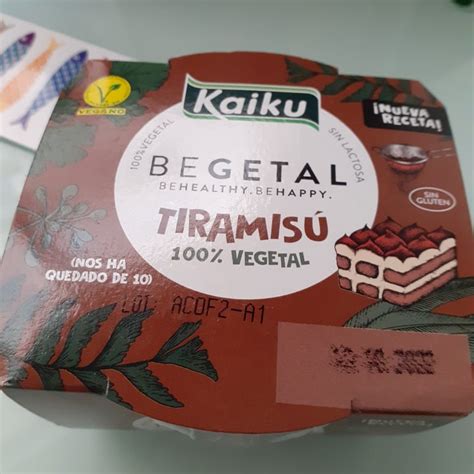 Kaiku
VEGANO
100% VEGETAL
SIN LACTOSA
¡NUEVA
RECETA!
BEGETAL
BEHEALTHY.BEHAPPY.
TIRAMISÚ
100% VEGETAL
SIN
GLUTEN
(NOS HA
QUEDADO DE 10)
LOT: ACOF2-A1